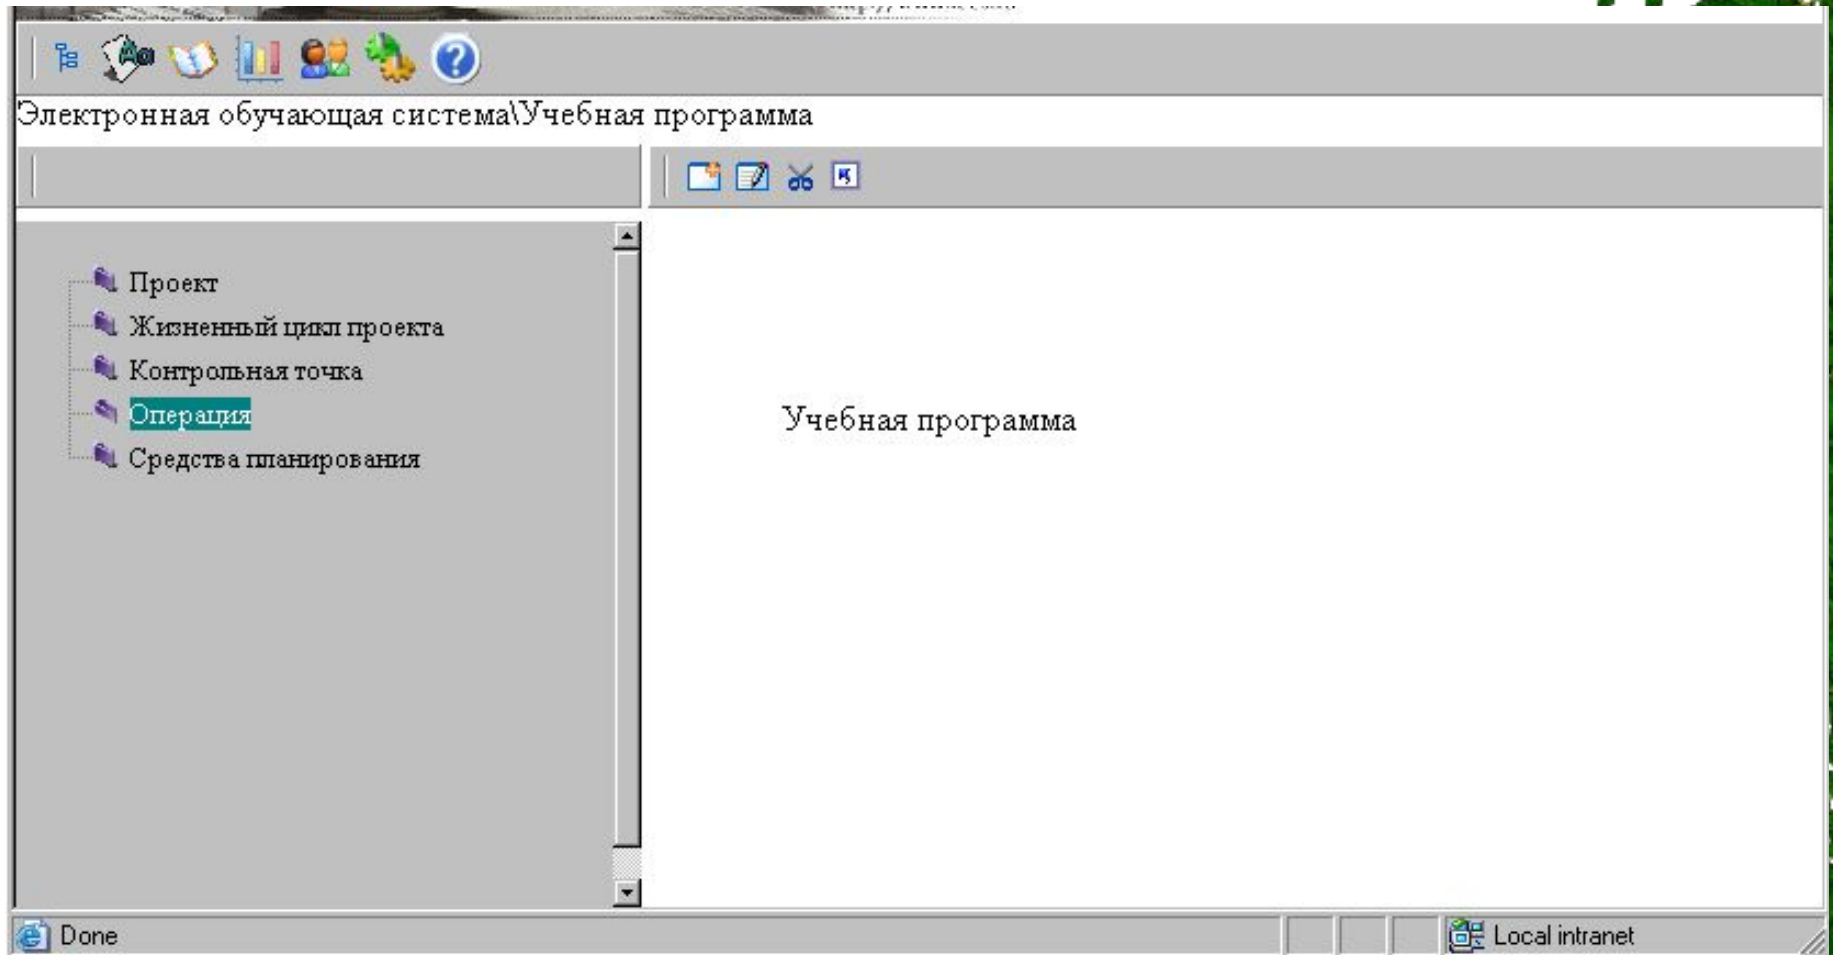 Электронная обучающая система\Учебная программа
Проект
Жизненный цикл проекта
Контрольная точка
Операция
Средства планирования
Учебная программа
Done
Local intranet